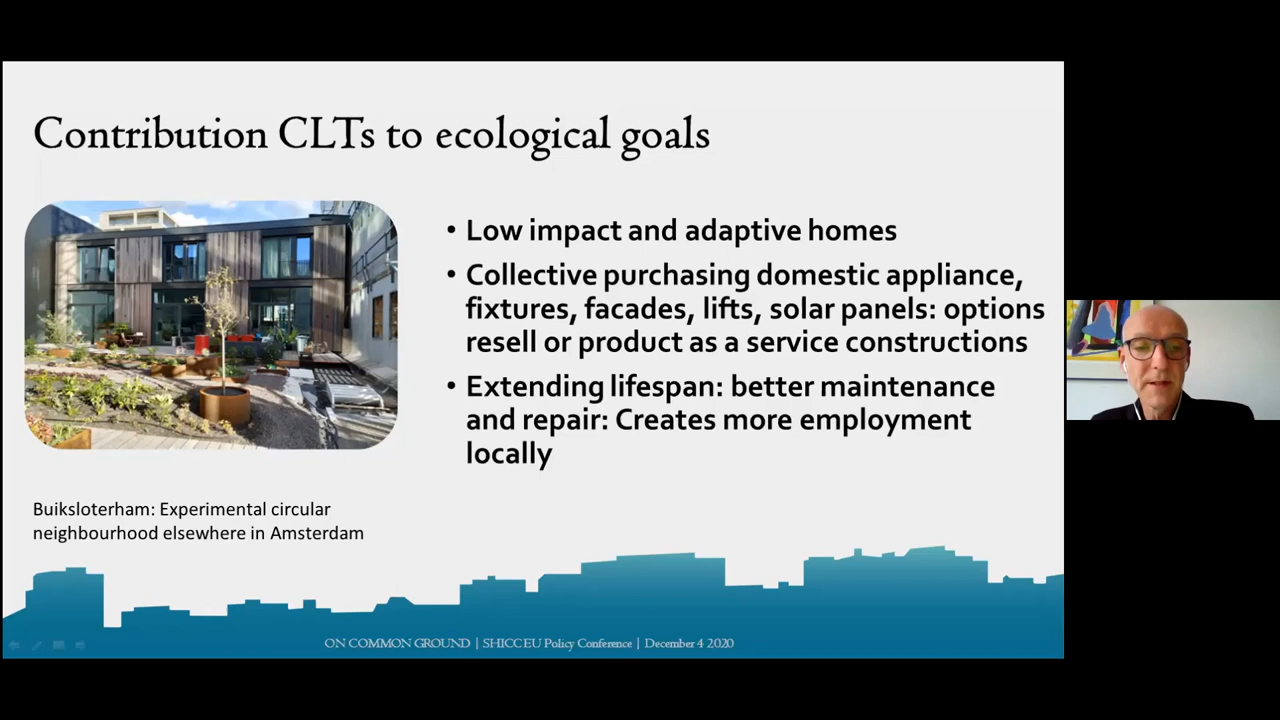 Contribution CLTs to ecological goals
• Low impact and adaptive homes
• Collective purchasing domestic appliance,
fixtures, facades, lifts, solar panels: options
resell or product as a service constructions
• Extending lifespan: better maintenance
and repair: Creates more employment
locally
Buiksloterham: Experimental circular
neighbourhood elsewhere in Amsterdam
ON COMMON GROUND | SHICC EU Policy Conference | December 4 2020